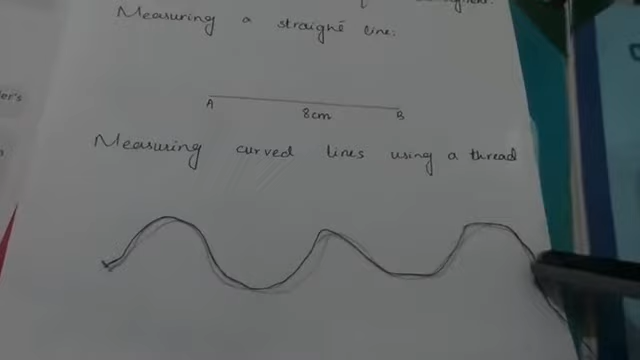 Measuring a straight line:
A B
8cm
Measuring curved lines using a thread